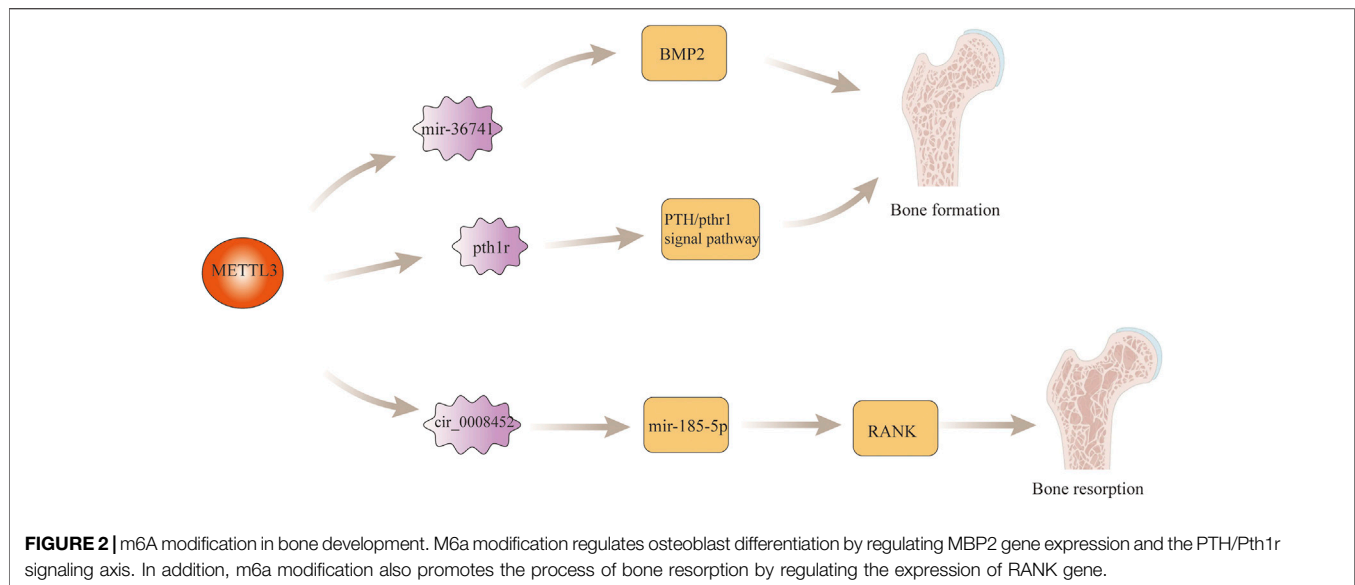 BMP2
mir-36741
Bone formation
PTH/pthr1
signal pathway
pth1r
METTL3
cir_0008452
mir-185-5p
RANK
Bone resorption
FIGURE 2 | m6A modification in bone development. M6a modification regulates osteoblast differentiation by regulating MBP2 gene expression and the PTH/Pth1r
signaling axis. In addition, m6a modification also promotes the process of bone resorption by regulating the expression of RANK gene.